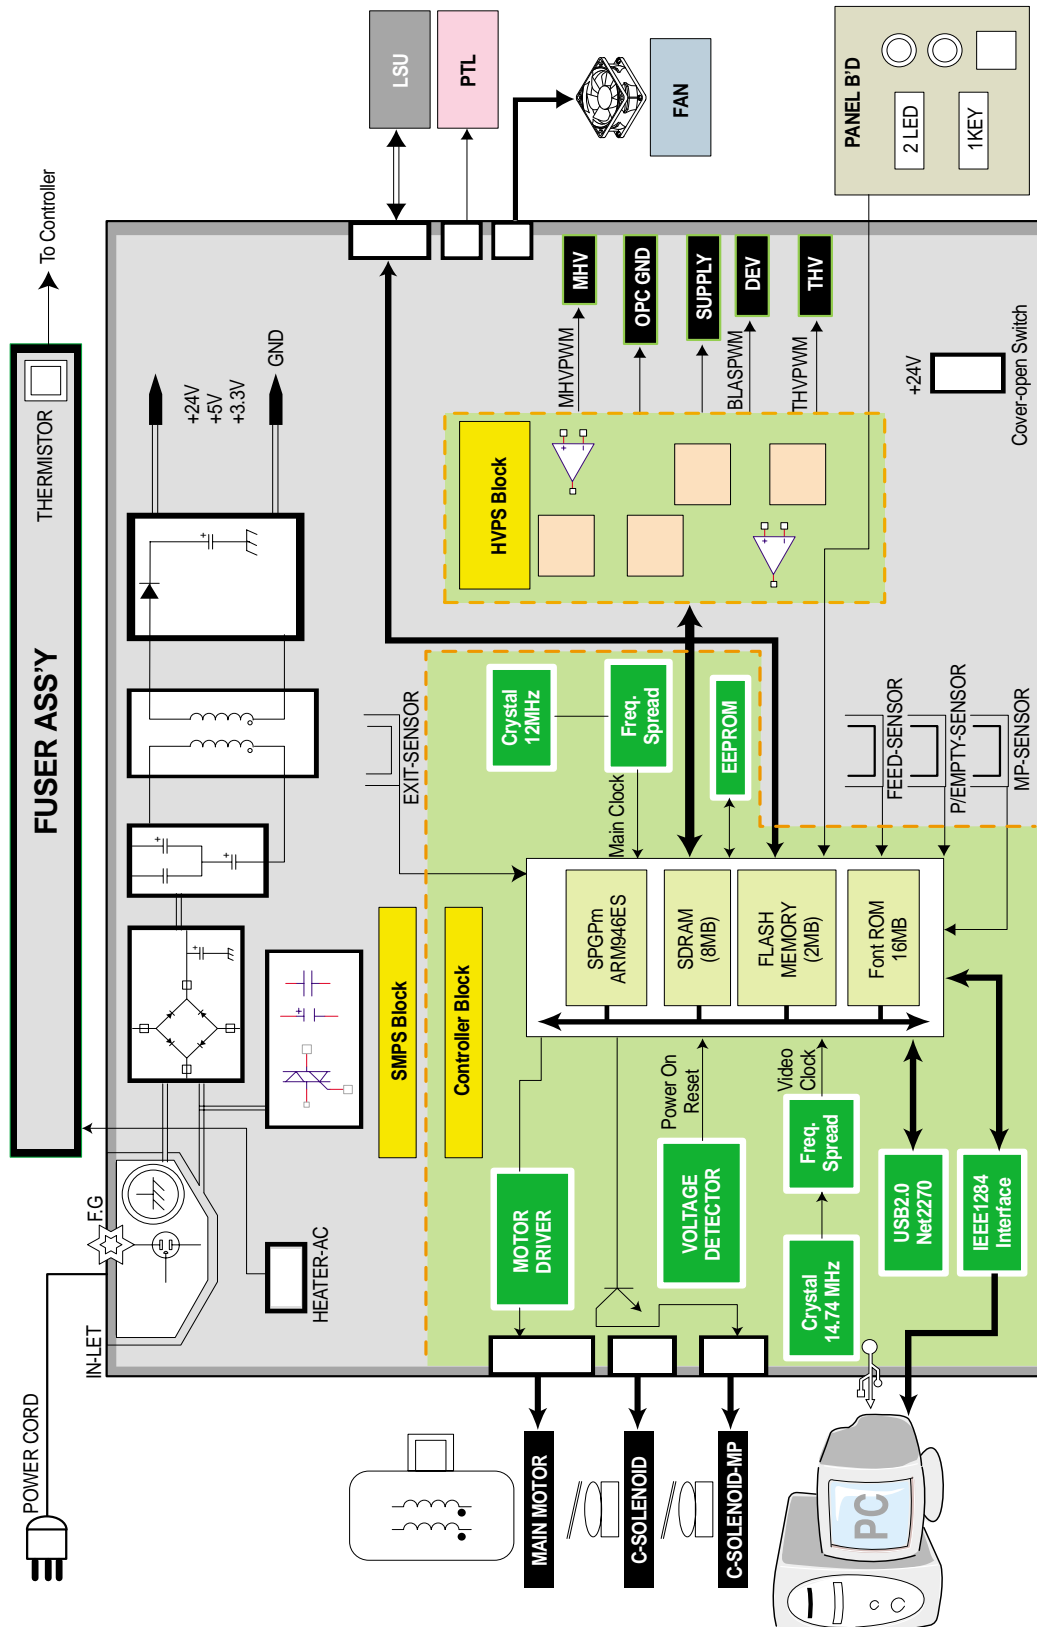 POWER CORD
IN-LET
F.G
FUSER ASS'Y
THERMISTOR
To Controller
HEATER-AC
+24V
+5V
+3.3V
GND
SMPS Block
EXIT-SENSOR
LSU
PTL
FAN
PANEL B'D
2 LED
1KEY
Controller Block
HVPS Block
MHVPWM
MHV
OPC GND
SUPPLY
BLASPWM
DEV
THVPWM
THV
+24V
Cover-open Switch
Crystal
12MHz
Freq.
Spread
Main Clock
EEPROM
FEED-SENSOR
P/EMPTY-SENSOR
MP-SENSOR
SPGPm
ARM946ES
SDRAM
(8MB)
FLASH
MEMORY
(2MB)
Font ROM
16MB
MOTOR
DRIVER
VOLTAGE
DETECTOR
Power On
Reset
Crystal
14.74 MHz
Freq.
Spread
Video
Clock
USB2.0
Net2270
IEEE1284
Interface
MAIN MOTOR
C-SOLENOID
C-SOLENOID-MP
PC